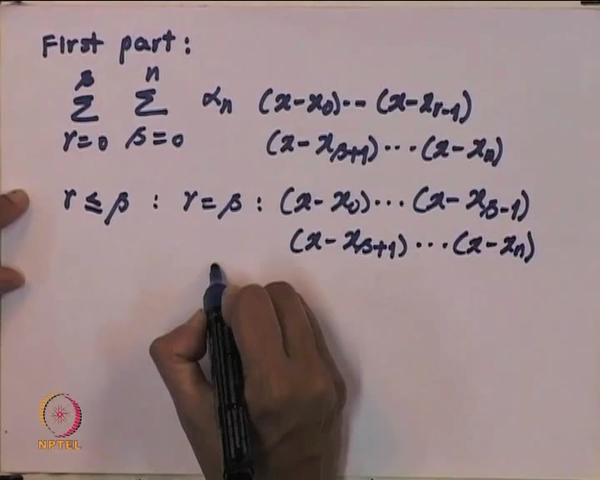 First part:
β n
Σ Σ αn (x-x0)-- (x-xr-1)
r=0 β=0 (x-xβ+1)...(x-xn)
r ≤ β : r = β : (x-x0)...(x-xβ-1)
(x-xβ+1)...(x-xn)
NPTEL